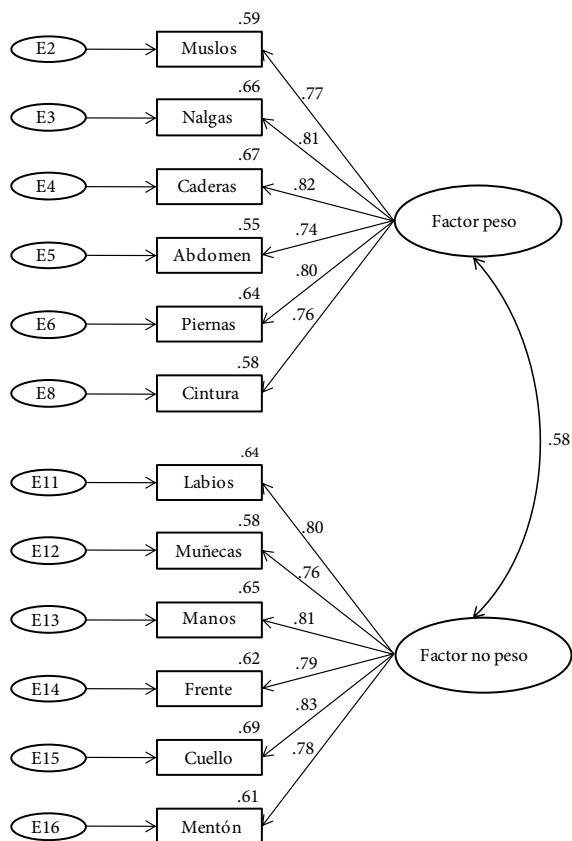 .59
E2 Muslos
.77
.66
E3 Nalgas
.81
.67
E4 Caderas
.82
Factor peso
.55
E5 Abdomen
.74
.64
E6 Piernas
.80
.58
E8 Cintura
.76
.58
.64
E11 Labios
.80
.58
E12 Muñecas
.76
.65
E13 Manos
.81
Factor no peso
.62
E14 Frente
.79
.69
E15 Cuello
.83
.61
E16 Mentón
.78